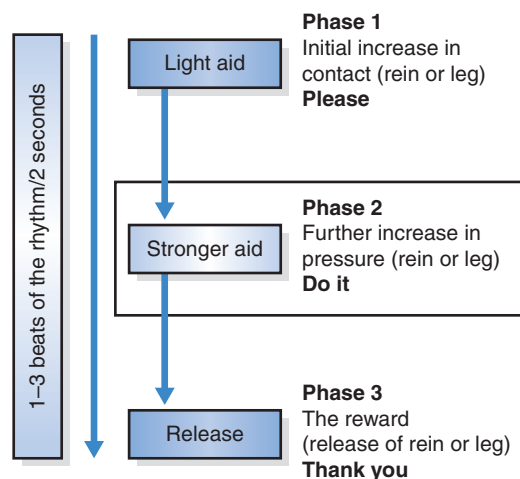 1–3 beats of the rhythm/2 seconds
Light aid
Phase 1
Initial increase in
contact (rein or leg)
Please
Stronger aid
Phase 2
Further increase in
pressure (rein or leg)
Do it
Release
Phase 3
The reward
(release of rein or leg)
Thank you